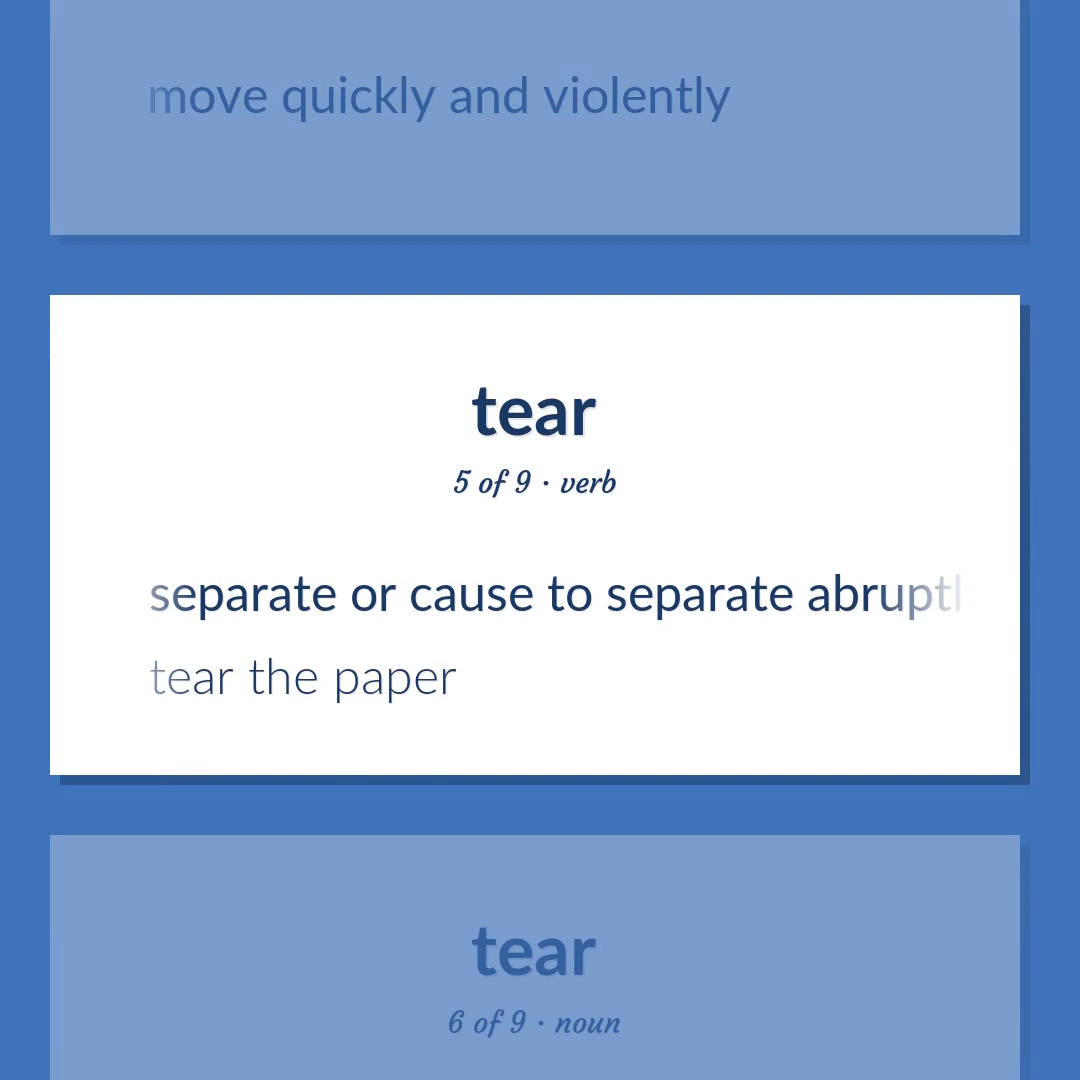 move quickly and violently
tear
5 of 9 · verb
separate or cause to separate
tear the paper
tear
6 of 9 · noun